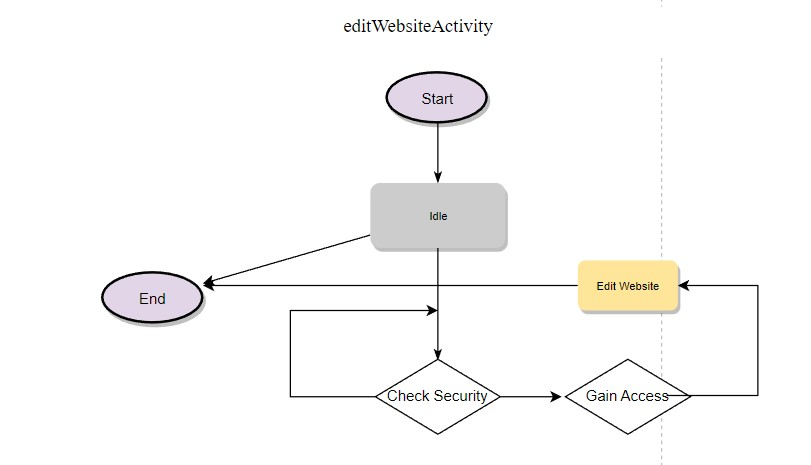 editWebsiteActivity
Start
Idle
Edit Website
End
Check Security
Gain Access